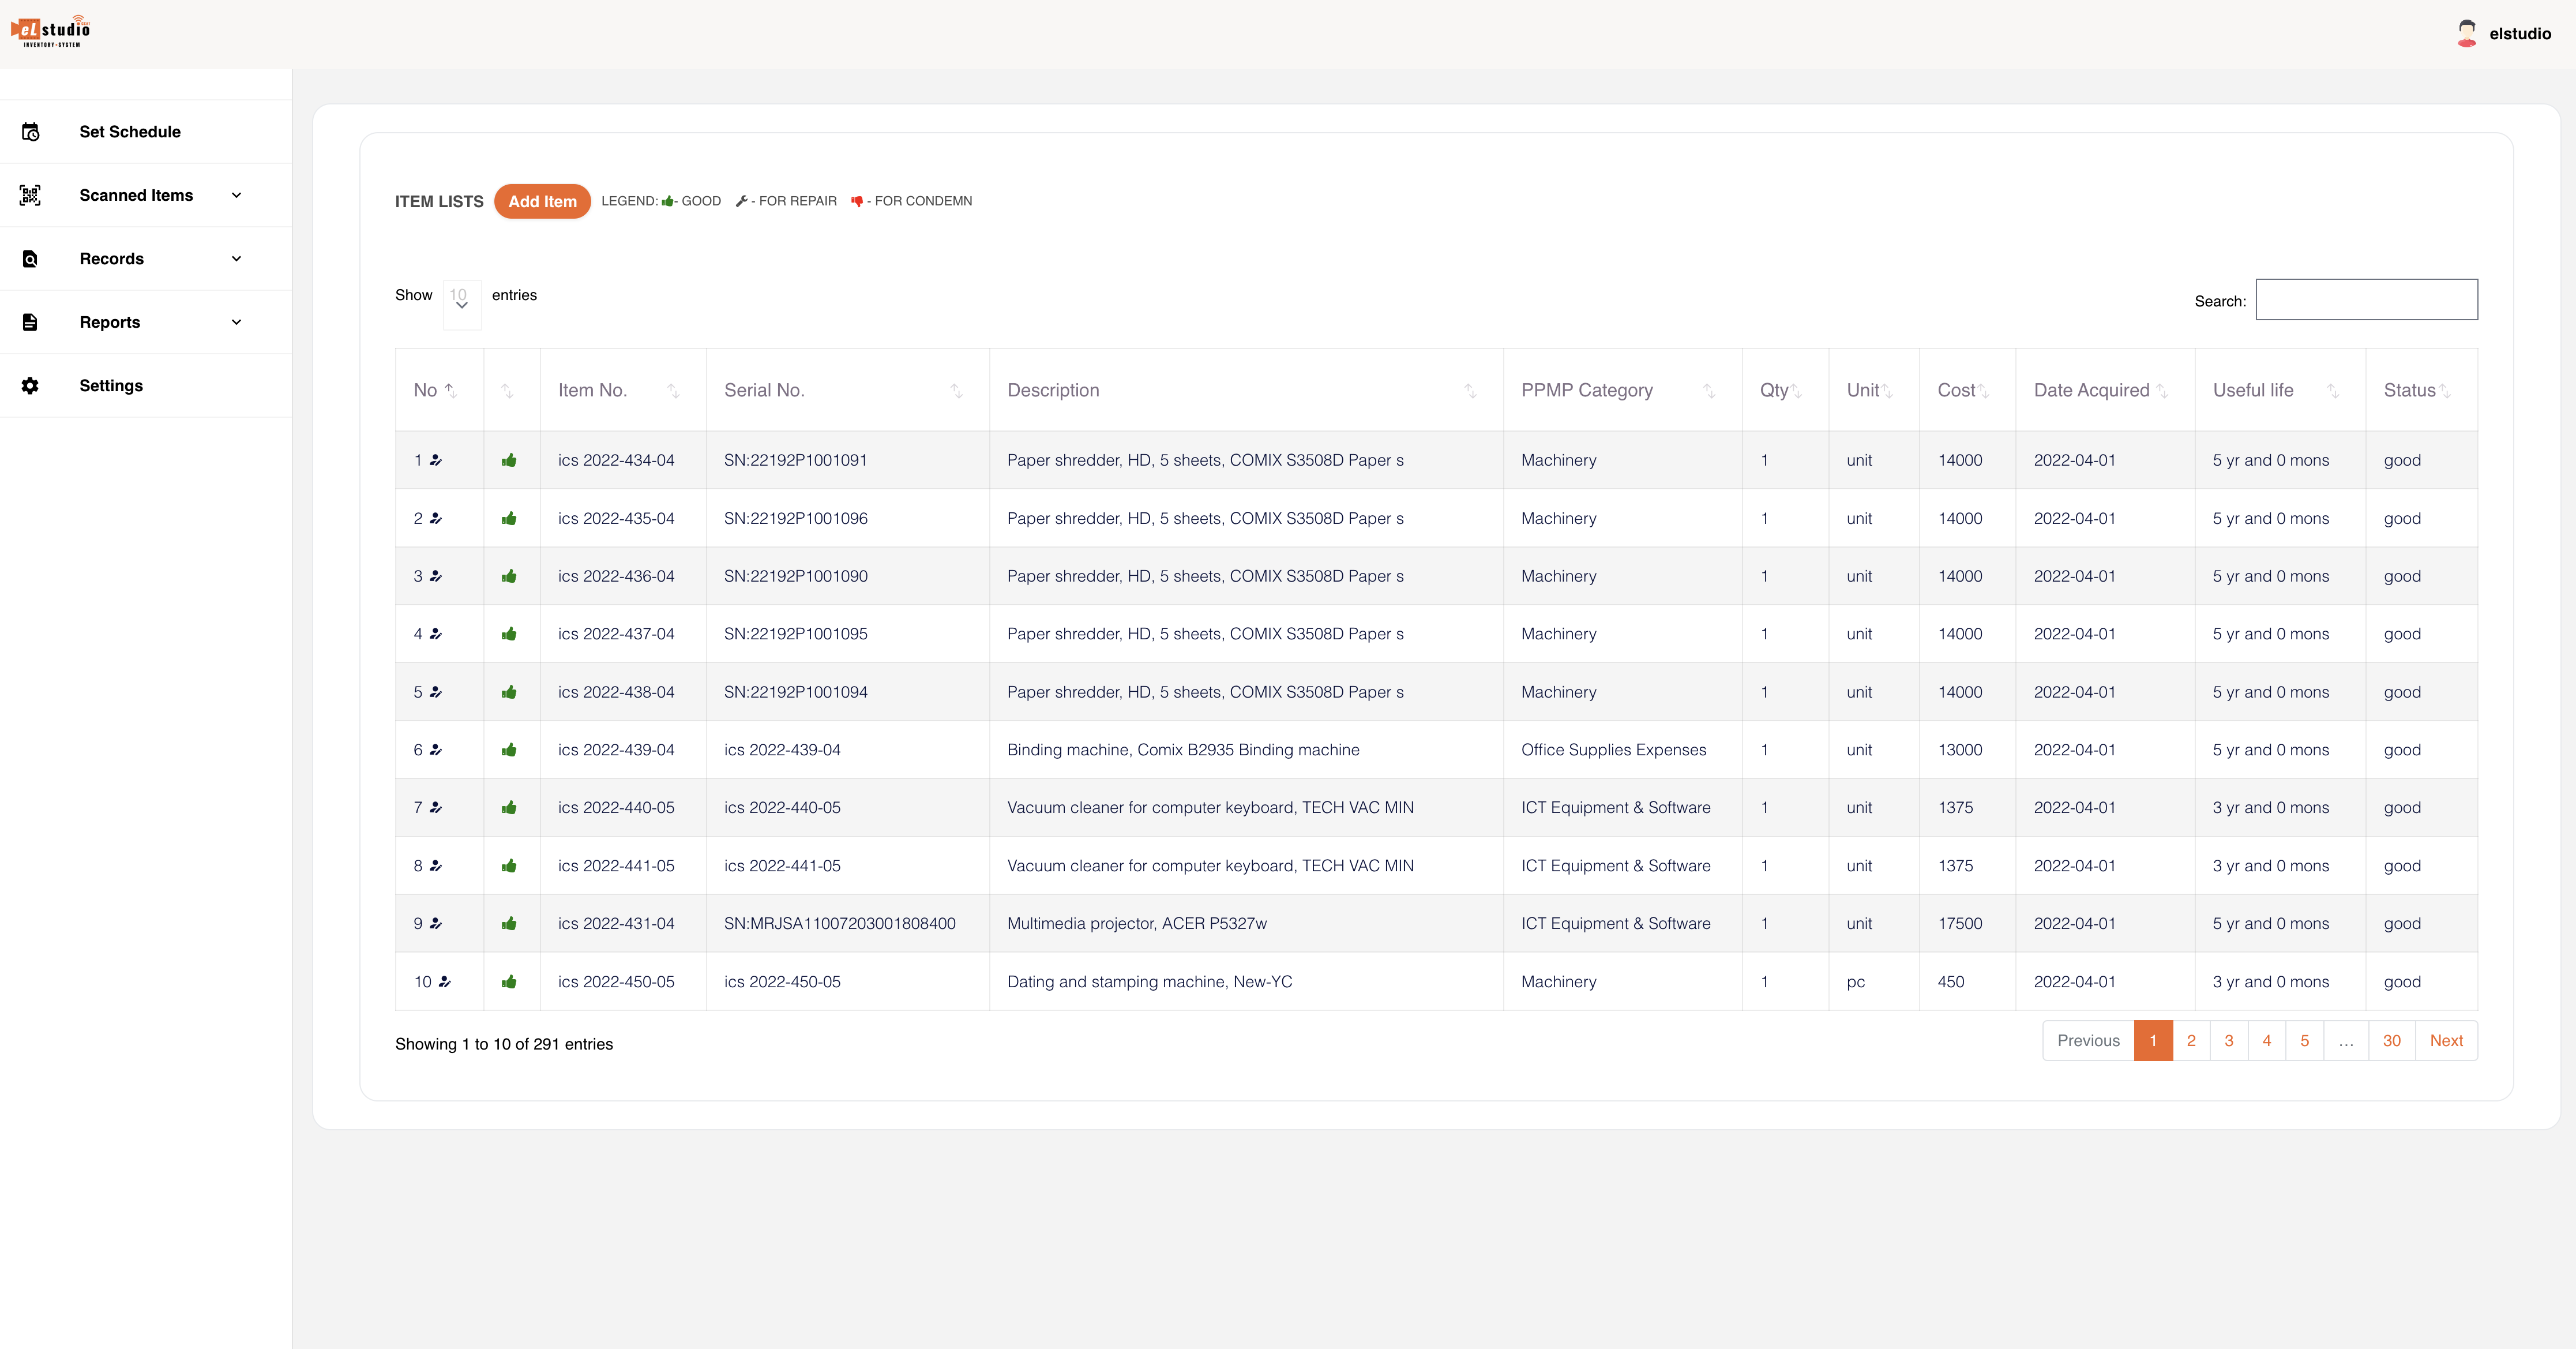 eLstudio
INVENTORY-SYSTEM
elstudio
Set Schedule
Scanned Items
Records
Reports
Settings
ITEM LISTS Add Item LEGEND: - GOOD - FOR REPAIR - FOR CONDEMN
Show 10 entries Search:
No Item No. Serial No. Description PPMP Category Qty Unit Cost Date Acquired Useful life Status
1 ics 2022-434-04 SN:22192P1001091 Paper shredder, HD, 5 sheets, COMIX S3508D Paper s Machinery 1 unit 14000 2022-04-01 5 yr and 0 mons good
2 ics 2022-435-04 SN:22192P1001096 Paper shredder, HD, 5 sheets, COMIX S3508D Paper s Machinery 1 unit 14000 2022-04-01 5 yr and 0 mons good
3 ics 2022-436-04 SN:22192P1001090 Paper shredder, HD, 5 sheets, COMIX S3508D Paper s Machinery 1 unit 14000 2022-04-01 5 yr and 0 mons good
4 ics 2022-437-04 SN:22192P1001095 Paper shredder, HD, 5 sheets, COMIX S3508D Paper s Machinery 1 unit 14000 2022-04-01 5 yr and 0 mons good
5 ics 2022-438-04 SN:22192P1001094 Paper shredder, HD, 5 sheets, COMIX S3508D Paper s Machinery 1 unit 14000 2022-04-01 5 yr and 0 mons good
6 ics 2022-439-04 ics 2022-439-04 Binding machine, Comix B2935 Binding machine Office Supplies Expenses 1 unit 13000 2022-04-01 5 yr and 0 mons good
7 ics 2022-440-05 ics 2022-440-05 Vacuum cleaner for computer keyboard, TECH VAC MIN ICT Equipment & Software 1 unit 1375 2022-04-01 3 yr and 0 mons good
8 ics 2022-441-05 ics 2022-441-05 Vacuum cleaner for computer keyboard, TECH VAC MIN ICT Equipment & Software 1 unit 1375 2022-04-01 3 yr and 0 mons good
9 ics 2022-431-04 SN:MRJSA11007203001808400 Multimedia projector, ACER P5327w ICT Equipment & Software 1 unit 17500 2022-04-01 5 yr and 0 mons good
10 ics 2022-450-05 ics 2022-450-05 Dating and stamping machine, New-YC Machinery 1 pc 450 2022-04-01 3 yr and 0 mons good
Showing 1 to 10 of 291 entries Previous 1 2 3 4 5 … 30 Next